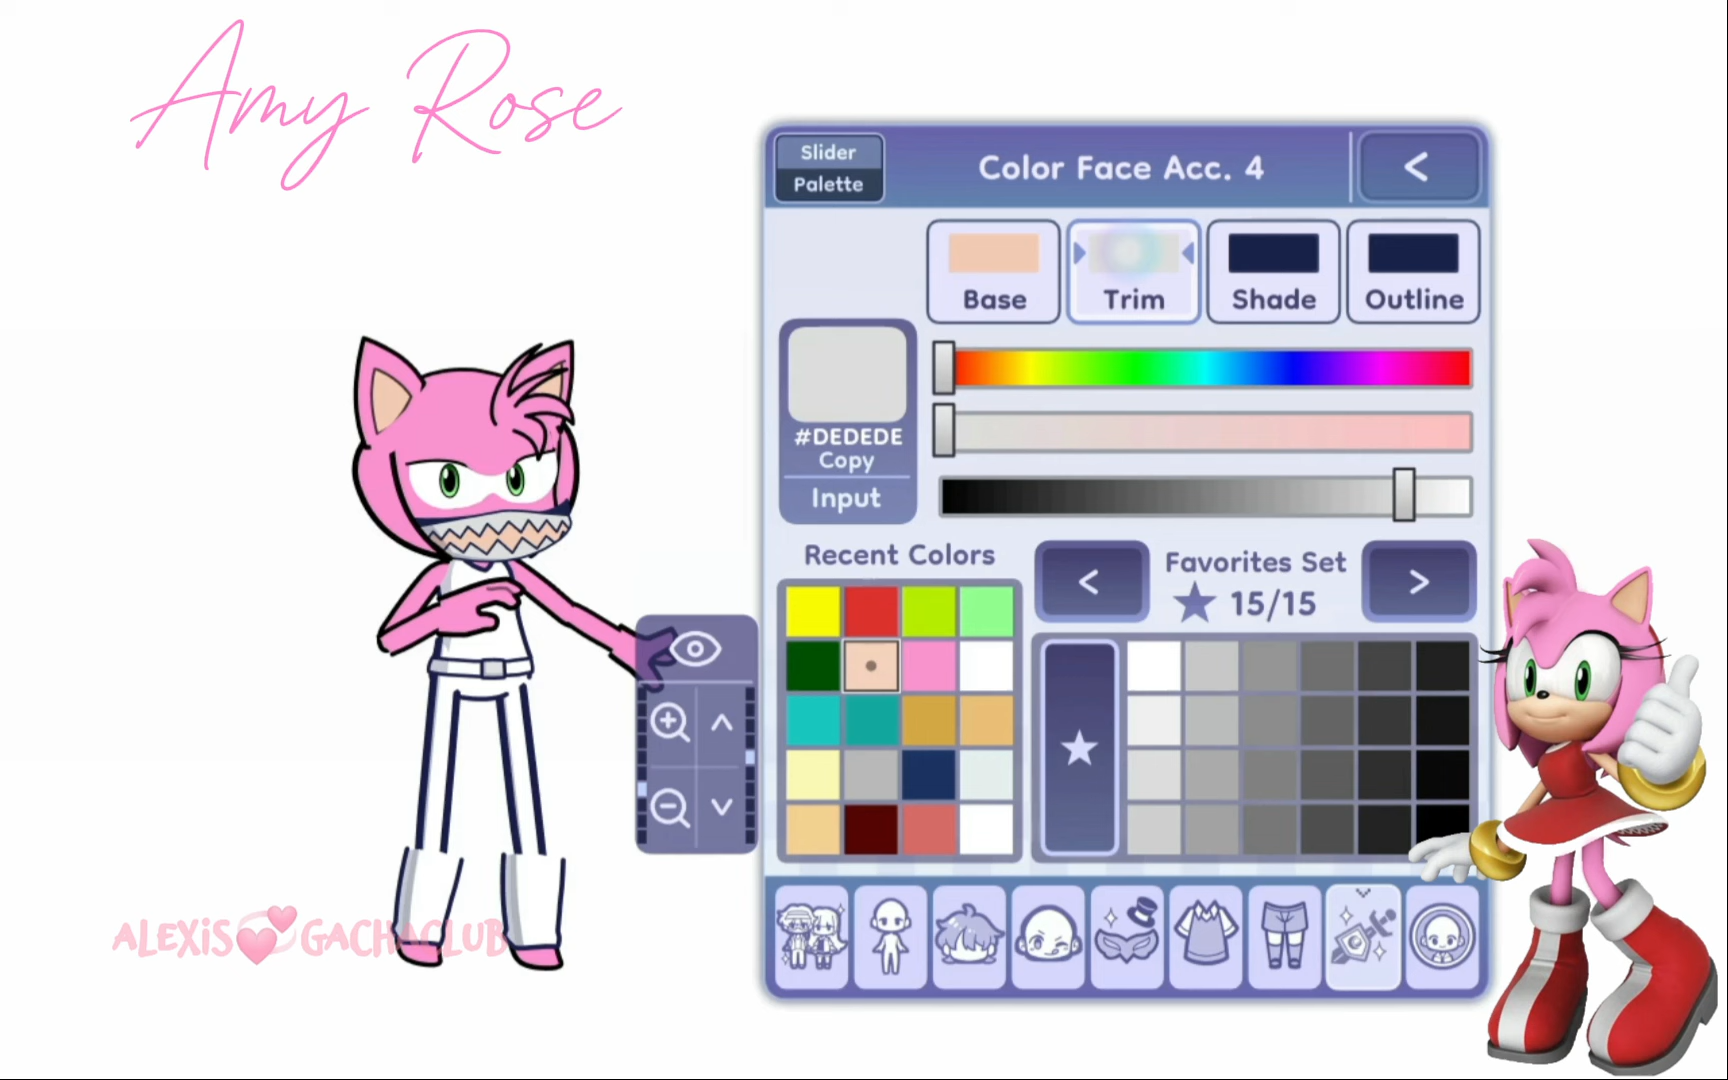 Amy Rose
Slider
Palette
Color Face Acc. 4
<
Base
Trim
Shade
Outline
#DEDEDE
Copy
Input
Recent Colors
<
Favorites Set
15/15
>
ALEXIS GACHACLUB